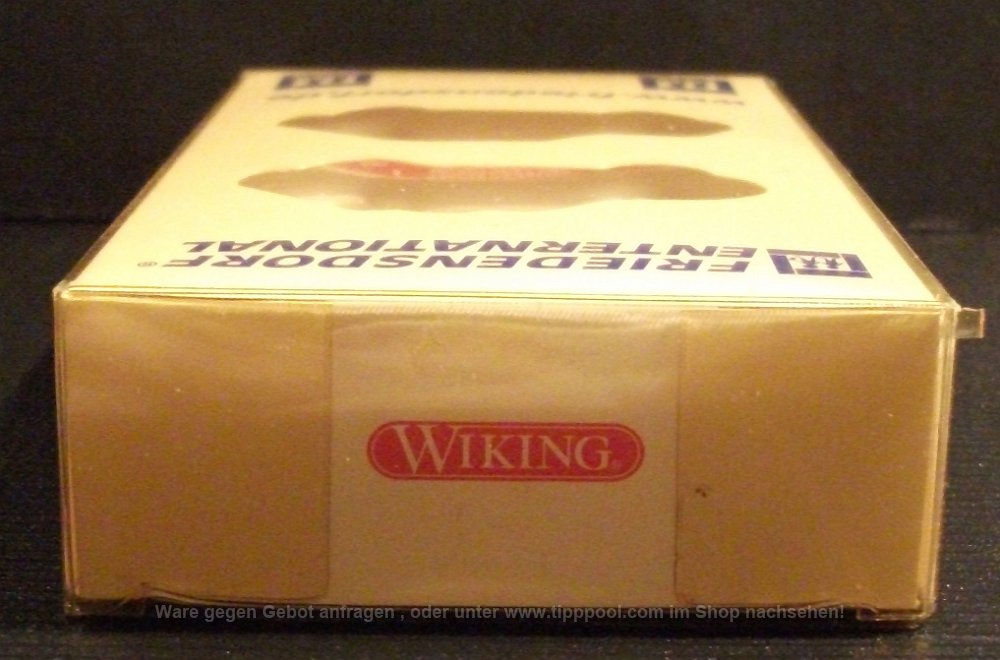 FRIEDENSDORF®
INTERNATIONAL
WIKING®
Ware gegen Gebot anfragen , oder unter www.tipppool.com im Shop nachsehen!